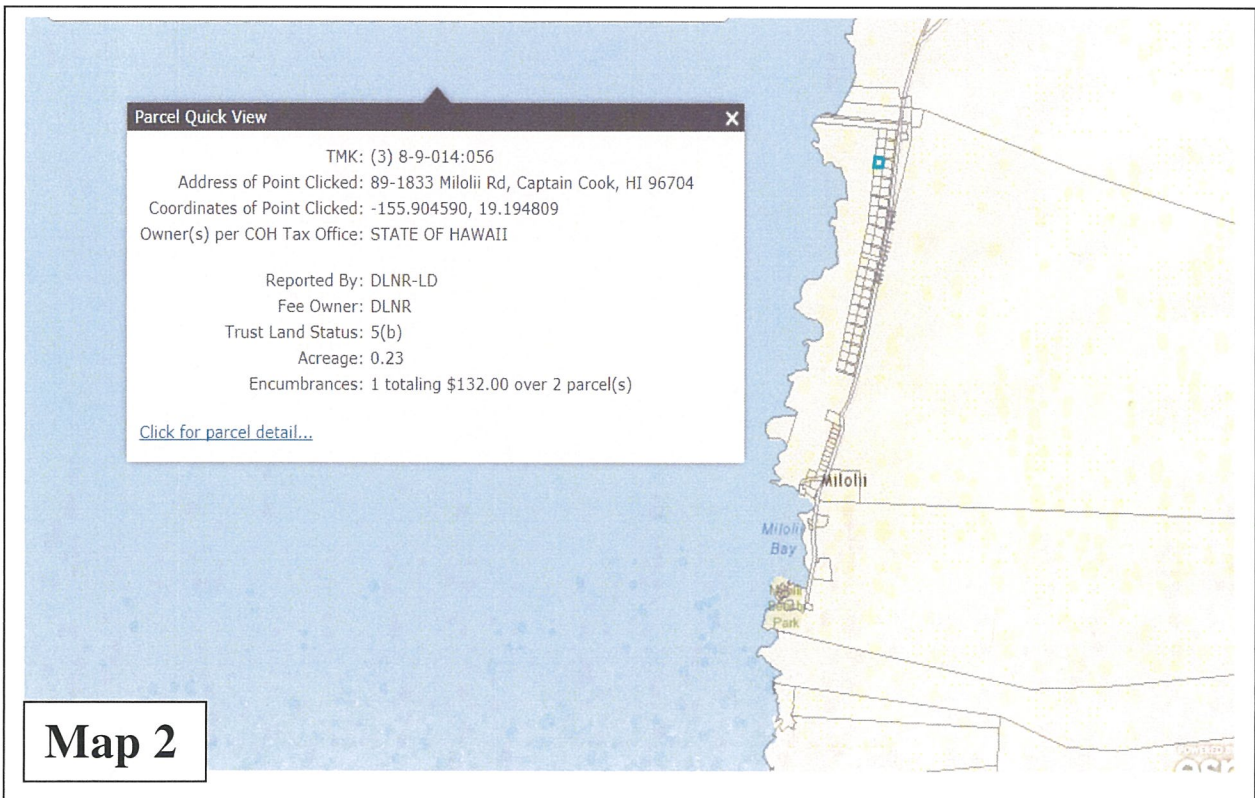 Parcel Quick View x
TMK: (3) 8-9-014:056
Address of Point Clicked: 89-1833 Milolii Rd, Captain Cook, HI 96704
Coordinates of Point Clicked: -155.904590, 19.194809
Owner(s) per COH Tax Office: STATE OF HAWAII
Reported By: DLNR-LD
Fee Owner: DLNR
Trust Land Status: 5(b)
Acreage: 0.23
Encumbrances: 1 totaling $132.00 over 2 parcel(s)
Click for parcel detail...
Milolii
Milolii
Bay
Park
Map 2